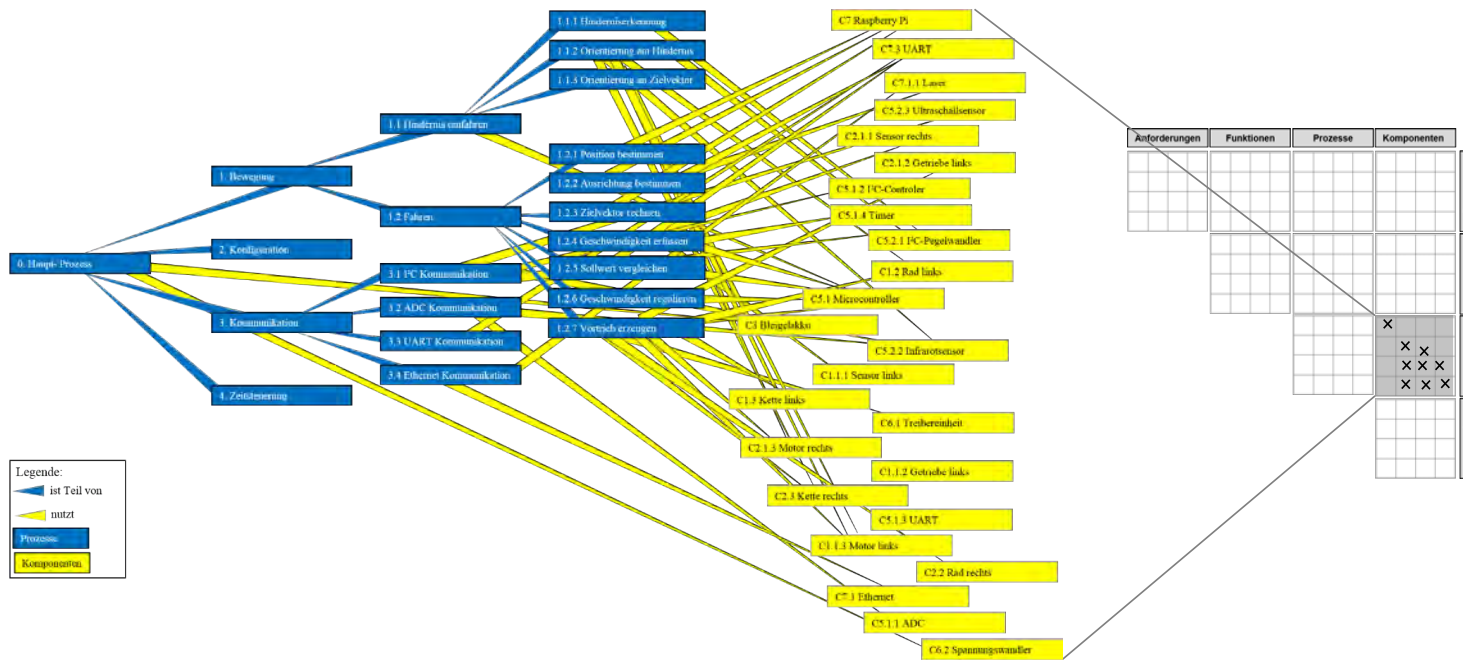 1.1.1 Hinderniserkennung
1.1.2 Orientierung am Hindernis
1.1.3 Orientierung an Zielvektor
1.1 Hindernis umfahren
1.2.1 Position bestimmen
1.2.2 Ausrichtung bestimmen
1. Bewegung
1.2 Fahren
1.2.3 Zielvektor rechnen
1.2.4 Geschwindigkeit erfassen
2. Konfiguration
0. Haupt- Prozess
3.1 I²C Kommunikation
1.2.5 Sollwert vergleichen
1.2.6 Geschwindigkeit regulieren
3.2 ADC Kommunikation
3. Kommunikation
1.2.7 Vortrieb erzeugen
3.3 UART Kommunikation
3.4 Ethernet Kommunikation
4. Zeitsteuerung
C7 Raspberry Pi
C7.3 UART
C7.1.1 Laser
C5.2.3 Ultraschallsensor
C2.1.1 Sensor rechts
C2.1.2 Getriebe links
C5.1.2 I²C-Controler
C5.1.4 Timer
C5.2.1 I²C-Pegelwandler
C1.2 Rad links
C5.1 Microcontroller
C3 Bleigelakku
C5.2.2 Infrarotsensor
C1.1.1 Sensor links
C1.3 Kette links
C6.1 Treibereinheit
C2.1.3 Motor rechts
C1.1.2 Getriebe links
C2.3 Kette rechts
C5.1.3 UART
C1.1.3 Motor links
C2.2 Rad rechts
C7.1 Ethernet
C5.1.1 ADC
C6.2 Spannungswandler
Anforderungen Funktionen Prozesse Komponenten
Legende:
ist Teil von
nutzt
Prozesse
Komponenten